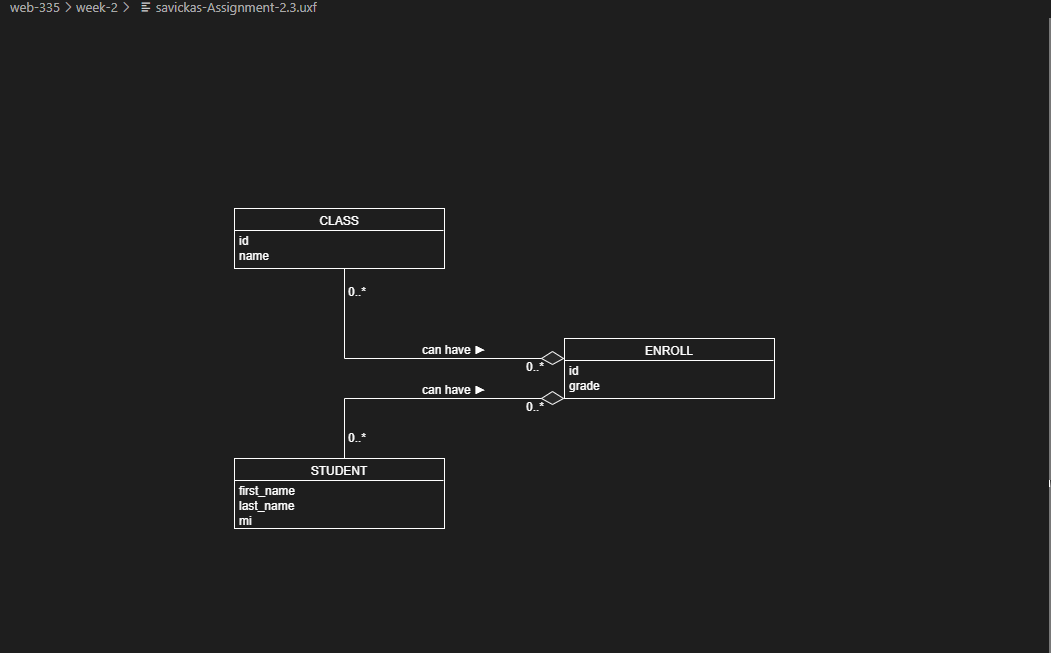 web-335 > week-2 > savickas-Assignment-2.3.uxf
CLASS
id
name
0..*
can have ►
0..*
ENROLL
id
grade
can have ►
0..*
0..*
STUDENT
first_name
last_name
mi